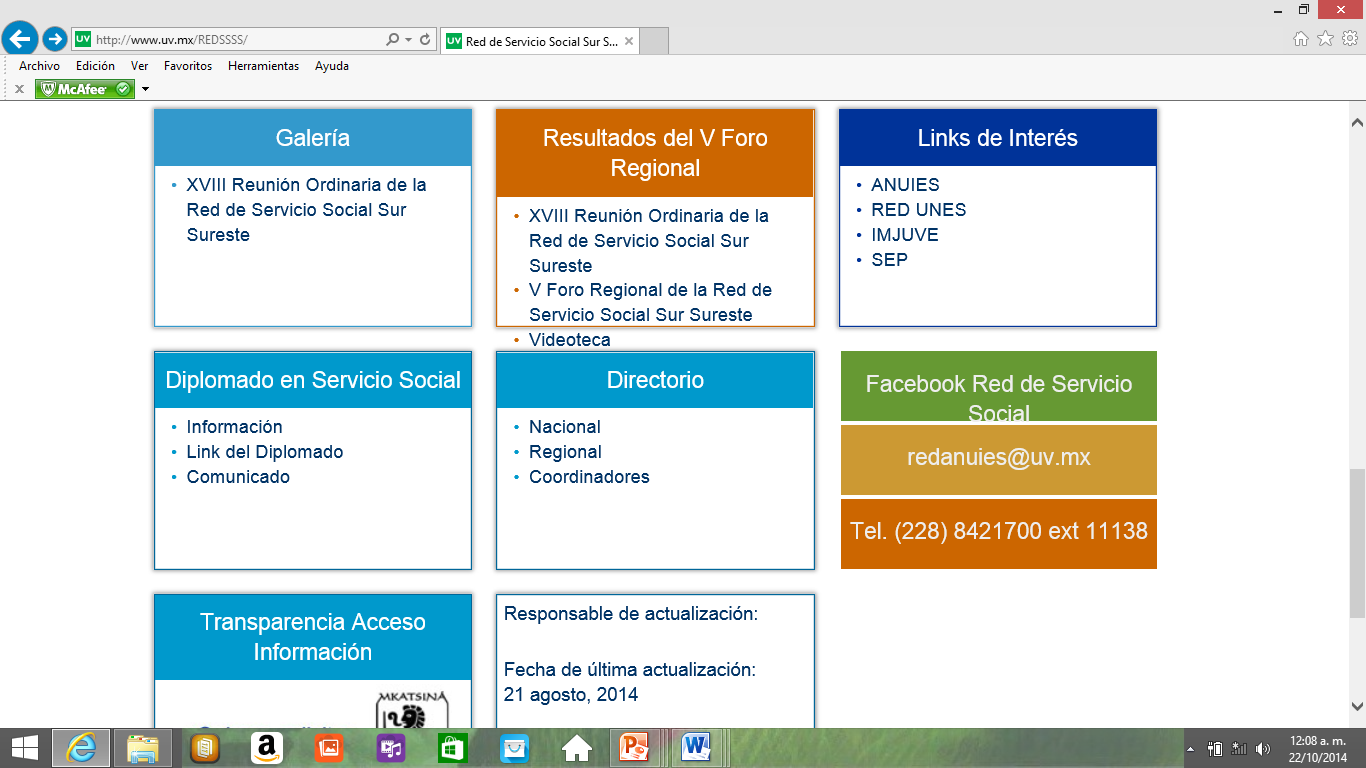 UV http://www.uv.mx/REDSSSS/
UV Red de Servicio Social Sur S...
Archivo Edición Ver Favoritos Herramientas Ayuda
x McAfee
Galería
• XVIII Reunión Ordinaria de la
Red de Servicio Social Sur
Sureste
Resultados del V Foro
Regional
• XVIII Reunión Ordinaria de la
Red de Servicio Social Sur
Sureste
• V Foro Regional de la Red de
Servicio Social Sur Sureste
• Videoteca
Links de Interés
• ANUIES
• RED UNES
• IMJUVE
• SEP
Diplomado en Servicio Social
• Información
• Link del Diplomado
• Comunicado
Directorio
• Nacional
• Regional
• Coordinadores
Facebook Red de Servicio
Social
redanuies@uv.mx
Tel. (228) 8421700 ext 11138
Transparencia Acceso
Información
MKATSINA
Responsable de actualización:
Fecha de última actualización:
21 agosto, 2014
12:08 a. m.
22/10/2014